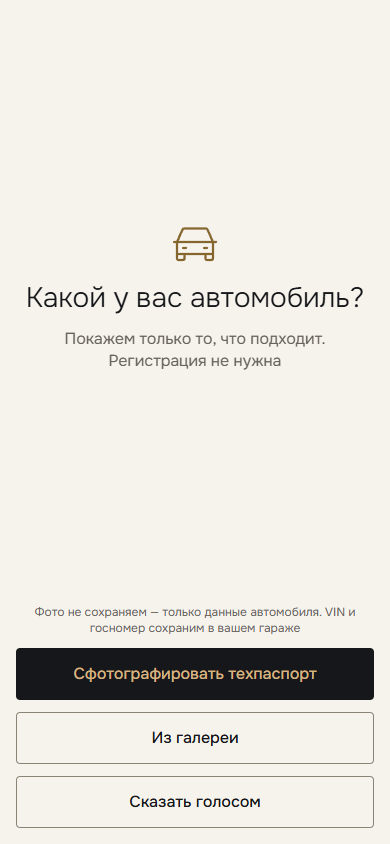 Какой у вас автомобиль?
Покажем только то, что подходит.
Регистрация не нужна
Фото не сохраняем — только данные автомобиля. VIN и
госномер сохраним в вашем гараже
Сфотографировать техпаспорт
Из галереи
Сказать голосом